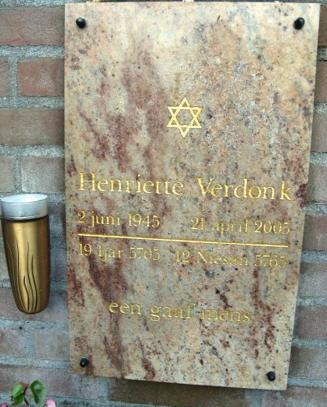 Henriette Verdonk
2 juni 1945 21 april 2005
19 Ijar 5705 12 Niesan 5765
een gaaf mens